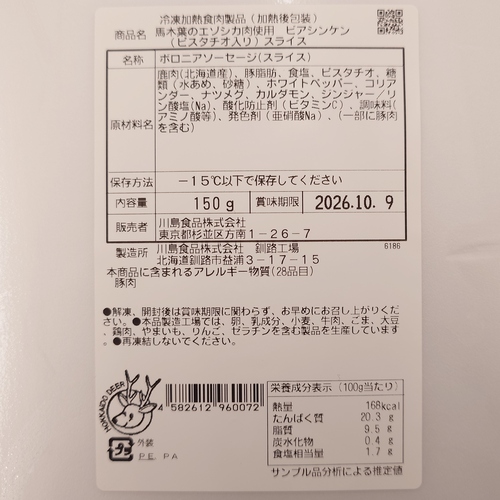 冷凍加熱食肉製品(加熱後包装)
商品名 馬木葉のエゾシカ肉使用 ビアシンケン
(ピスタチオ入り)スライス
名称 ボロニアソーセージ(スライス)
原材料名 鹿肉(北海道産)、豚脂肪、食塩、ピスタチオ、糖
類(水あめ、砂糖)、ホワイトペッパー、コリア
ンダー、ナツメグ、カルダモン、ジンジャー/リ
ン酸塩(Na)、酸化防止剤(ビタミンC)、調味料(
アミノ酸等)、発色剤(亜硝酸Na)、(一部に豚肉
を含む)
保存方法 -15℃以下で保存してください
内容量 150g 賞味期限 2026.10. 9
販売者 川島食品株式会社
東京都杉並区方南1-26-7
6186
製造所 川島食品株式会社 釧路工場
北海道釧路市益浦3-17-15
本商品に含まれるアレルギー物質(28品目)
豚肉
●解凍、開封後は賞味期限に関わらず、お早めにお召し上がりくだ
さい。●本品製造工場では、卵、乳成分、小麦、牛肉、ごま、大豆
、鶏肉、やまいも、りんご、ゼラチンを含む製品を生産しています
。●再凍結しないでください。
HOKKAIDO DEER
4 582612 960072
プラ
外装
PE, PA
栄養成分表示(100g当たり)
熱量 168kcal
たんぱく質 20.3 g
脂質 9.5 g
炭水化物 0.4 g
食塩相当量 1.7 g
サンプル品分析による推定値